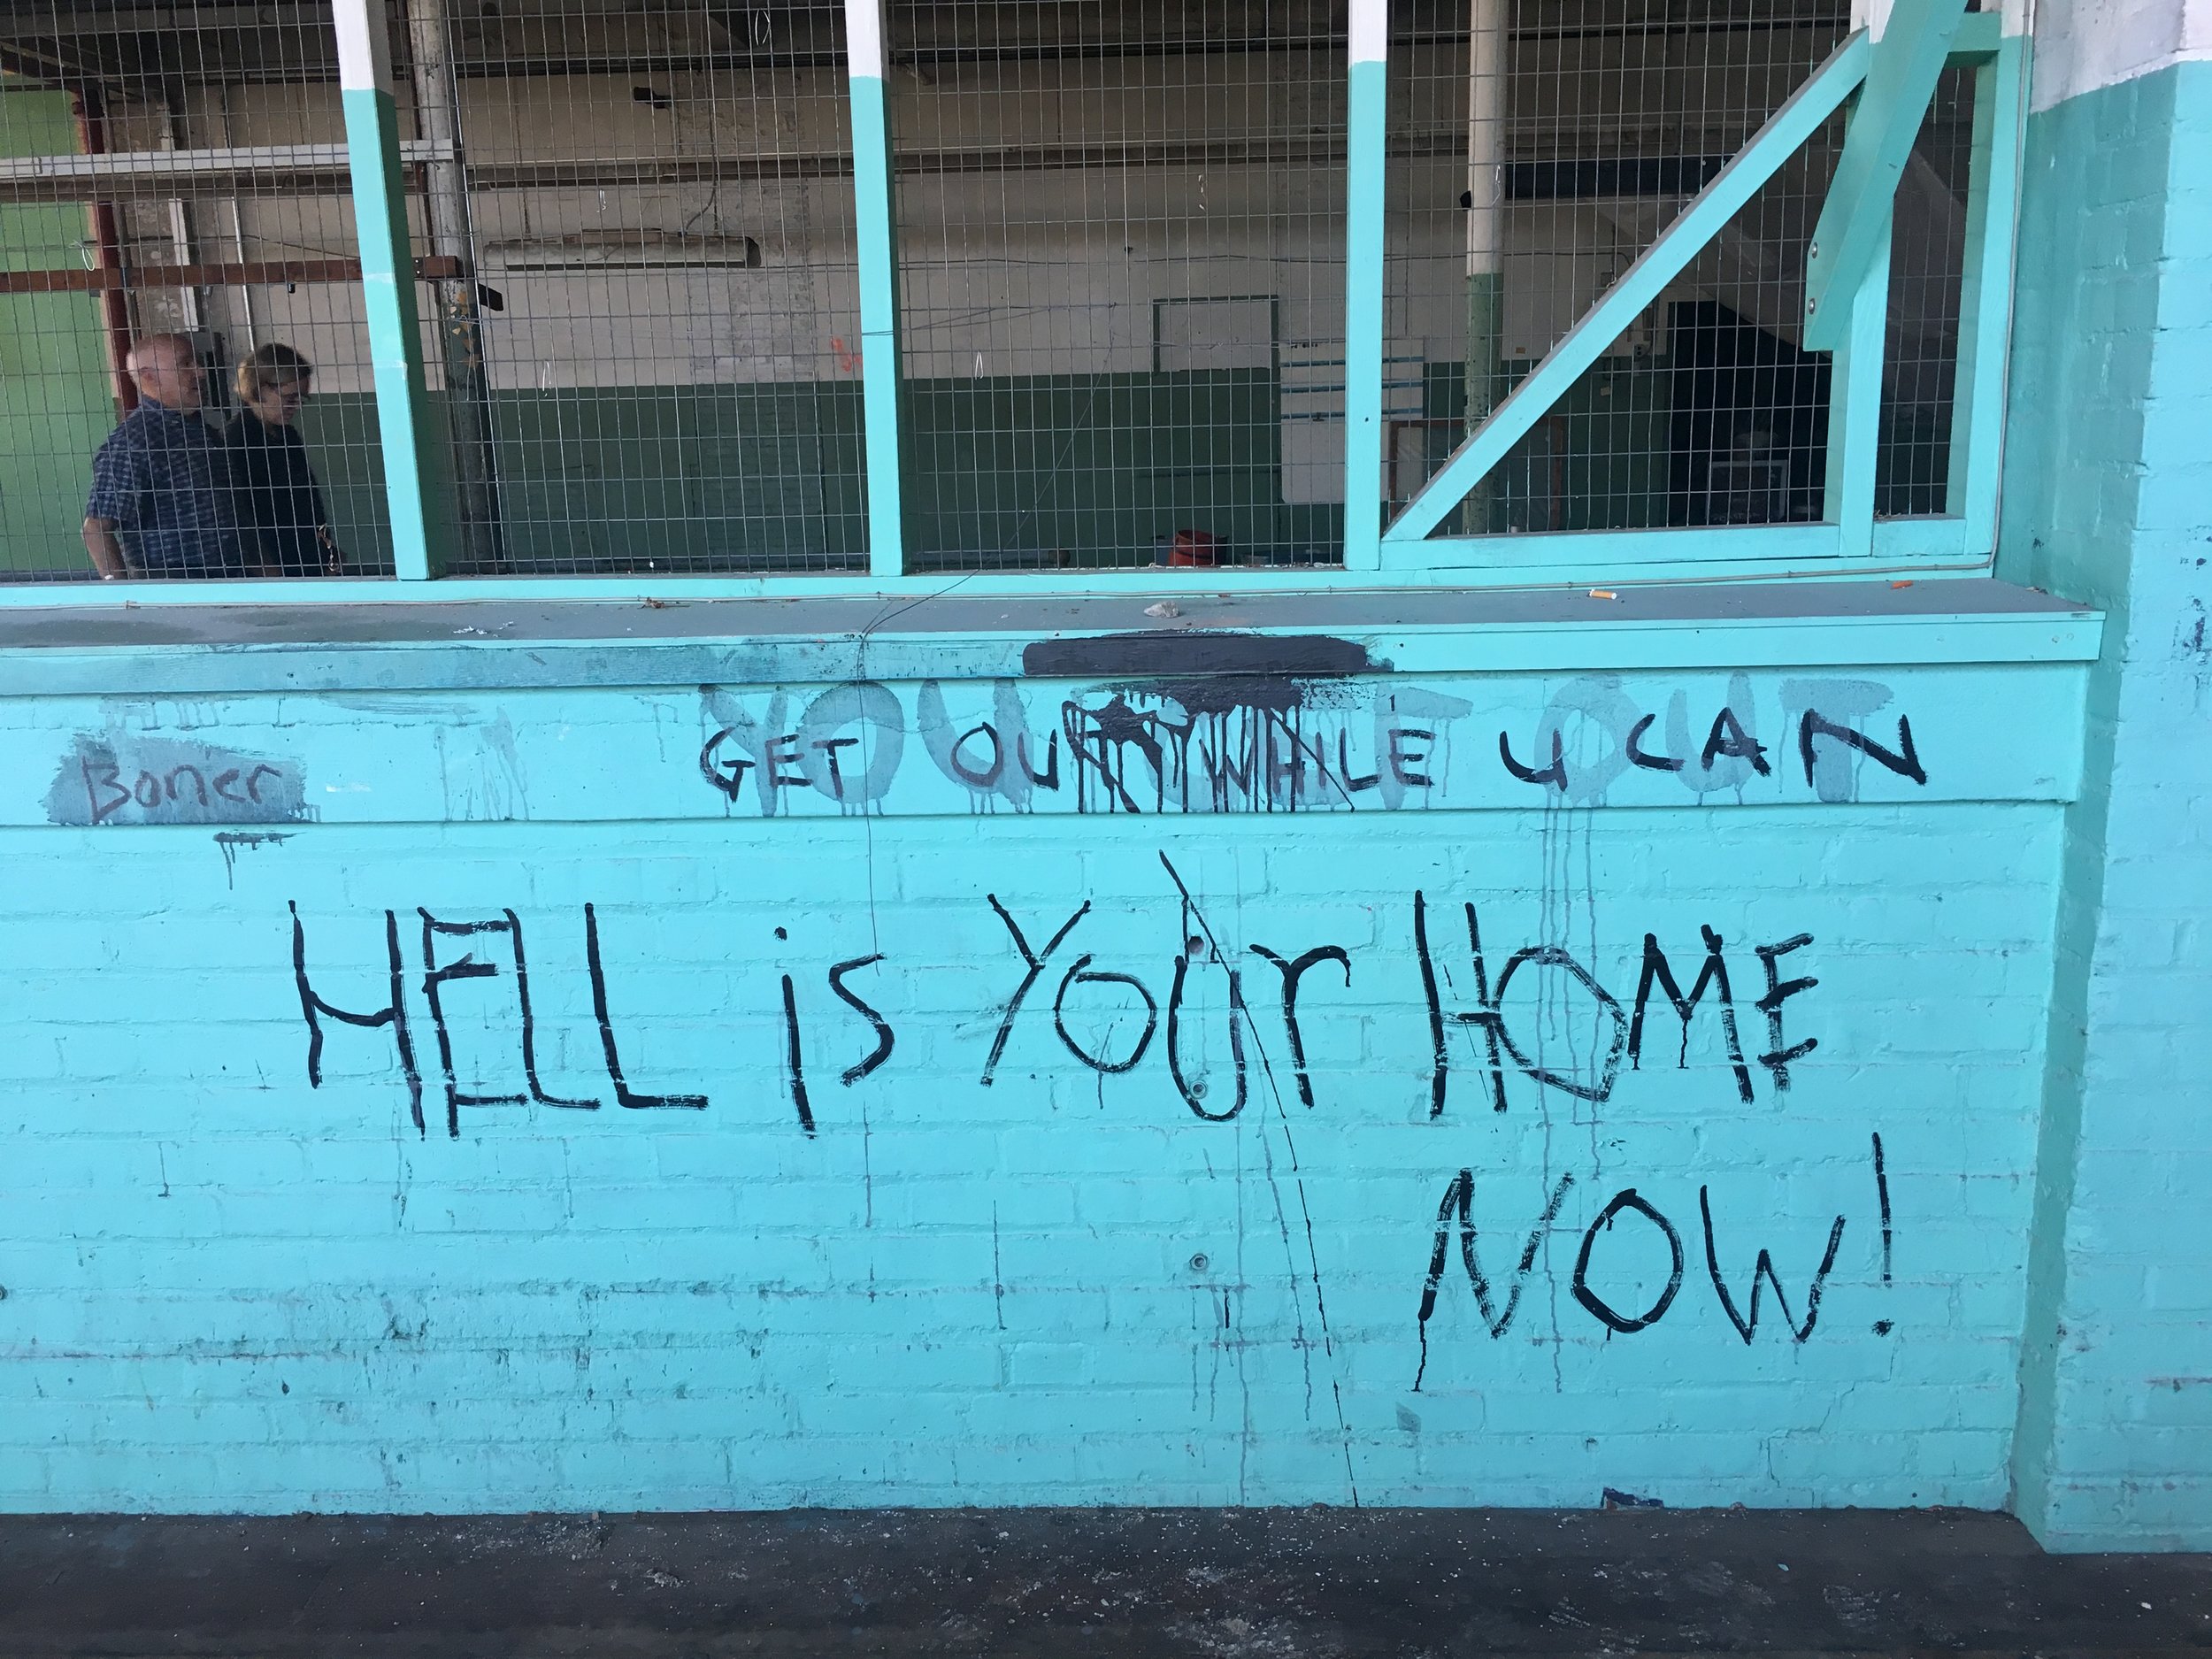 Boner
GET OUT WHILE U CAN
HELL is YoUr HOME
NOW!